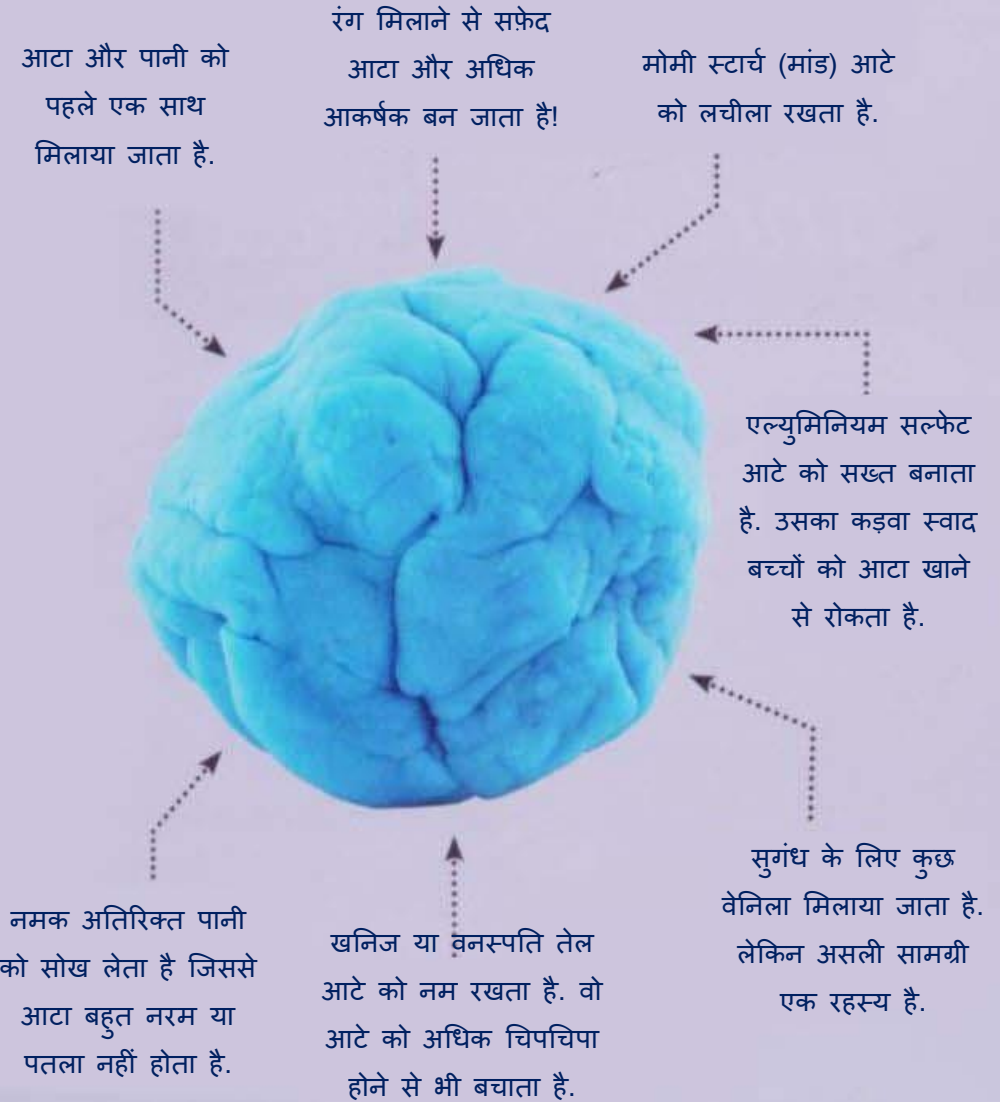 आटा और पानी को
पहले एक साथ
मिलाया जाता है.
रंग मिलाने से सफ़ेद
आटा और अधिक
आकर्षक बन जाता है!
मोमी स्टार्च (मांड) आटे
को लचीला रखता है.
एल्युमिनियम सल्फेट
आटे को सख्त बनाता
है. उसका कड़वा स्वाद
बच्चों को आटा खाने
से रोकता है.
सुगंध के लिए कुछ
वेनिला मिलाया जाता है.
लेकिन असली सामग्री
एक रहस्य है.
खनिज या वनस्पति तेल
आटे को नम रखता है. वो
आटे को अधिक चिपचिपा
होने से भी बचाता है.
नमक अतिरिक्त पानी
को सोख लेता है जिससे
आटा बहुत नरम या
पतला नहीं होता है.